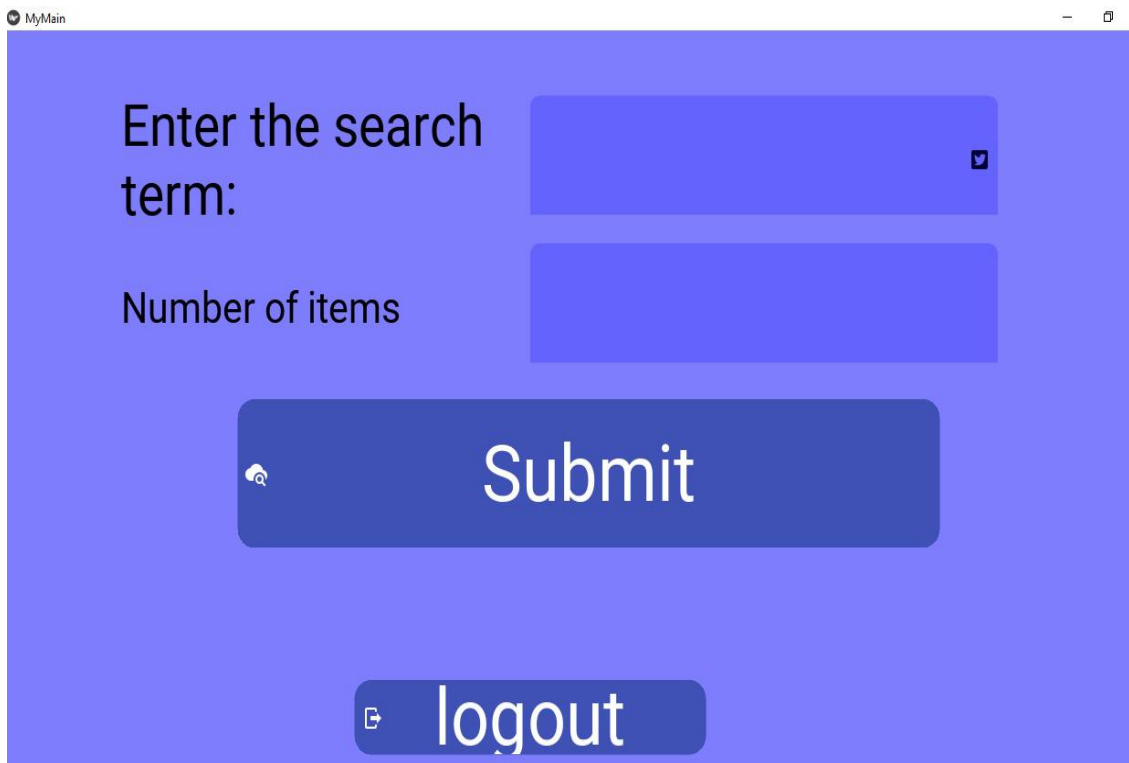 MyMain
Enter the search
term:
Number of items
Submit
logout